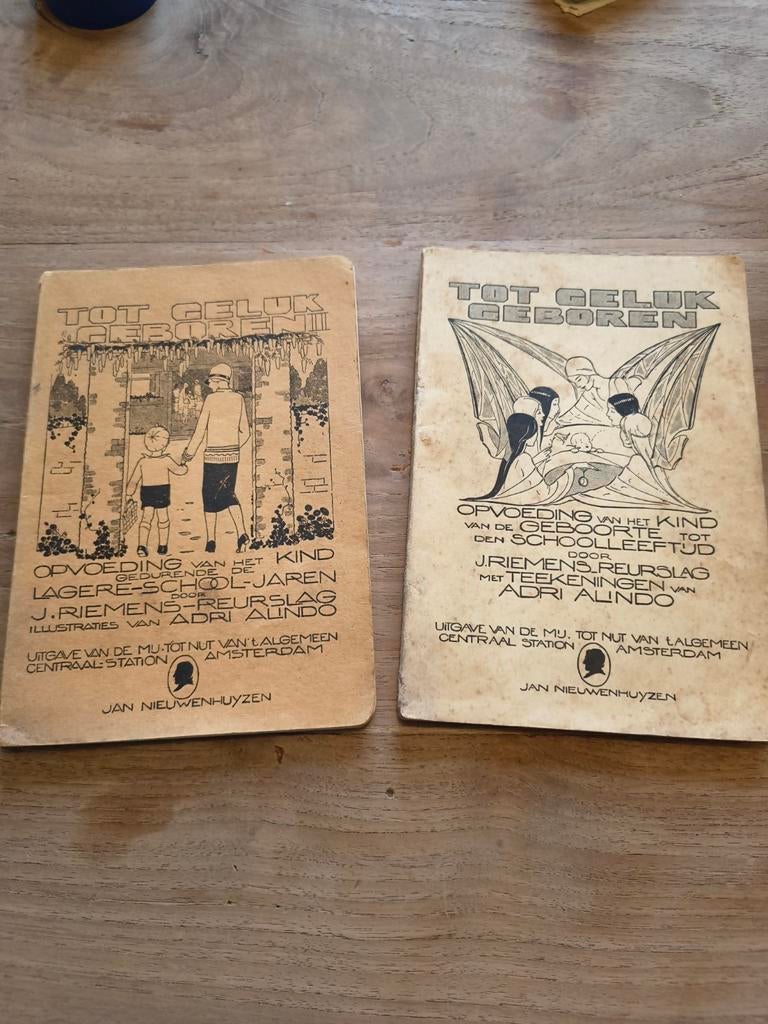 TOT GELUK
GEBOREN III
OPVOEDING VAN HET KIND
GEDURENDE DE
LAGERE-SCHOOL-JAREN
DOOR
J. RIEMENS-REURSLAG
ILLUSTRATIES VAN ADRI ALINDO
UITGAVE VAN DE MIJ. TOT NUT VAN 'T ALGEMEEN
CENTRAAL-STATION AMSTERDAM
JAN NIEUWENHUYZEN
TOT GELUK
GEBOREN
OPVOEDING VAN HET KIND
VAN DE GEBOORTE TOT
DEN SCHOOLLEEFTIJD
DOOR
J. RIEMENS-REURSLAG
MET TEEKENINGEN VAN
ADRI ALINDO
UITGAVE VAN DE MIJ. TOT NUT VAN 'T ALGEMEEN
CENTRAAL STATION AMSTERDAM
JAN NIEUWENHUYZEN